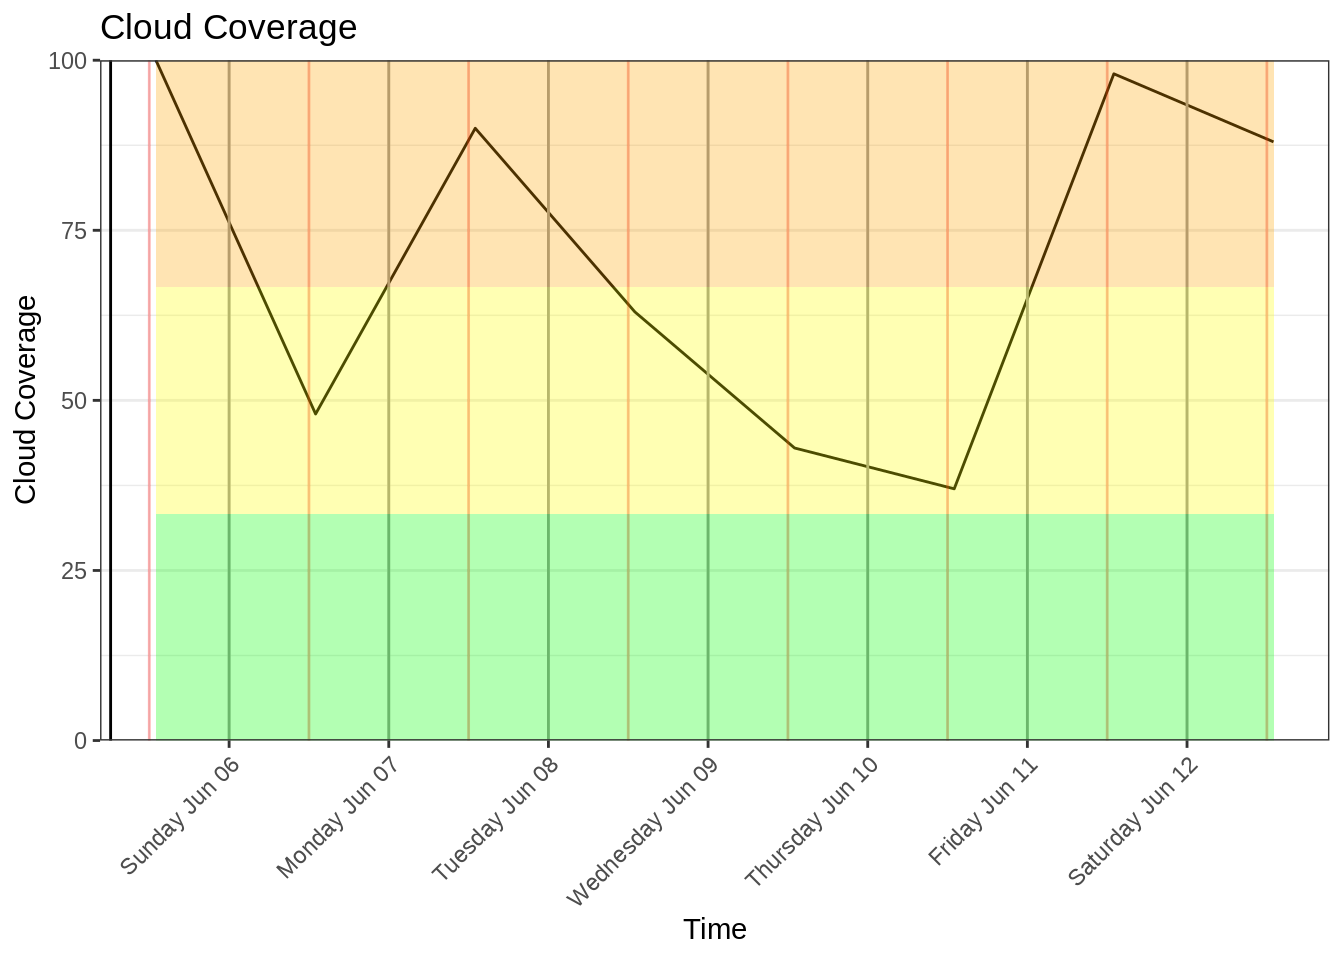 Cloud Coverage
100
75
50
25
0
Cloud Coverage
Sunday Jun 06
Monday Jun 07
Tuesday Jun 08
Wednesday Jun 09
Thursday Jun 10
Friday Jun 11
Saturday Jun 12
Time